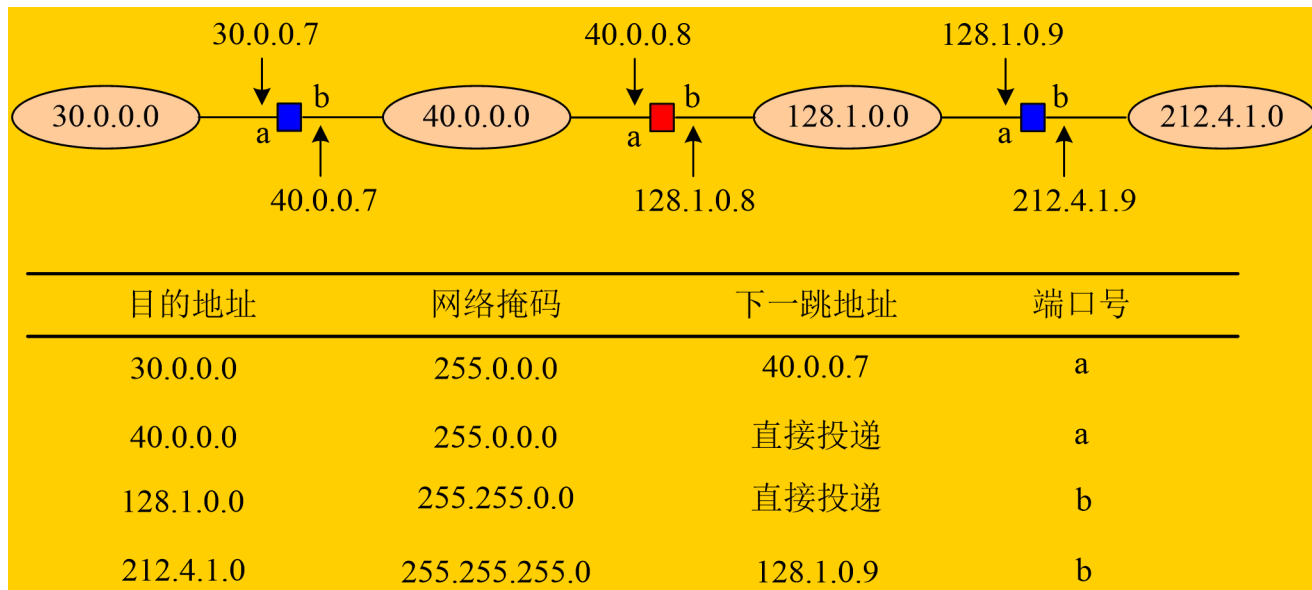 30.0.0.7 40.0.0.8 128.1.0.9
b b b
30.0.0.0 40.0.0.0 128.1.0.0 212.4.1.0
a a a
40.0.0.7 128.1.0.8 212.4.1.9
目的地址 网络掩码 下一跳地址 端口号
30.0.0.0 255.0.0.0 40.0.0.7 a
40.0.0.0 255.0.0.0 直接投递 a
128.1.0.0 255.255.0.0 直接投递 b
212.4.1.0 255.255.255.0 128.1.0.9 b